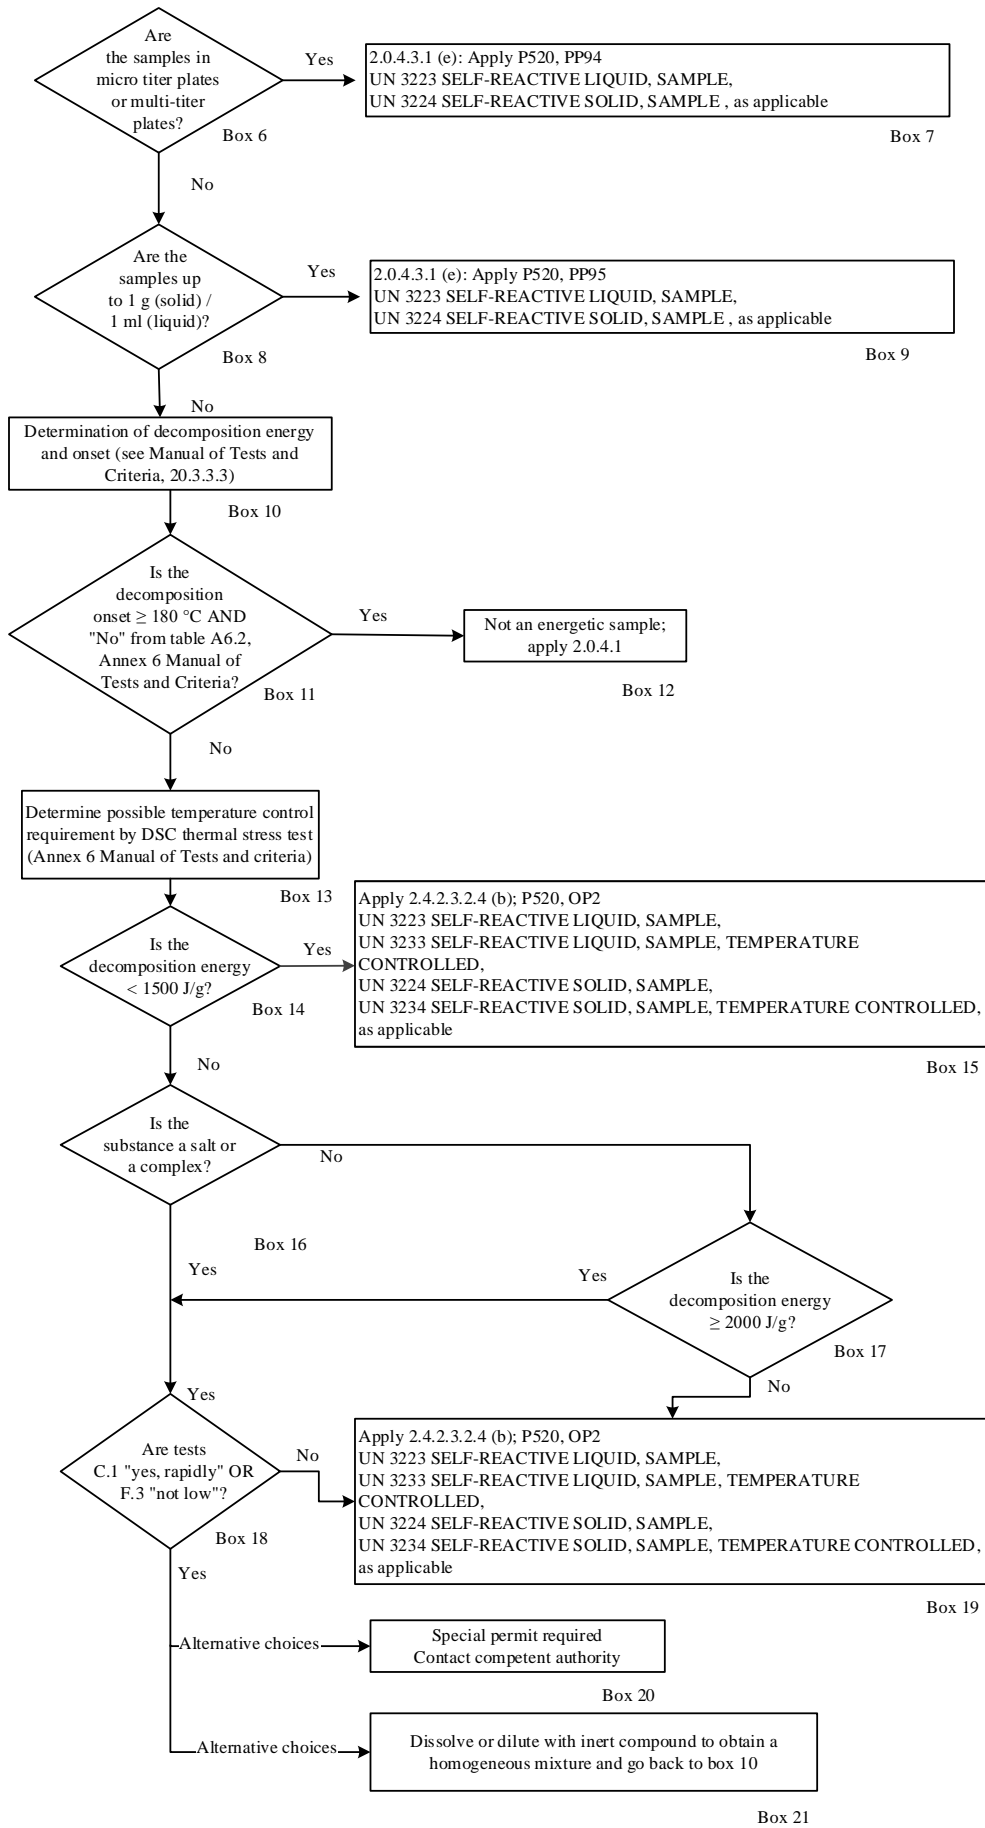 Are
the samples in
micro titer plates
or multi-titer
plates?
Yes
Box 6
2.0.4.3.1 (e): Apply P520, PP94
UN 3223 SELF-REACTIVE LIQUID, SAMPLE,
UN 3224 SELF-REACTIVE SOLID, SAMPLE , as applicable
Box 7
No
Are the
samples up
to 1 g (solid) /
1 ml (liquid)?
Yes
Box 8
2.0.4.3.1 (e): Apply P520, PP95
UN 3223 SELF-REACTIVE LIQUID, SAMPLE,
UN 3224 SELF-REACTIVE SOLID, SAMPLE , as applicable
Box 9
No
Determination of decomposition energy
and onset (see Manual of Tests and
Criteria, 20.3.3.3)
Box 10
Is the
decomposition
onset ≥ 180 °C AND
"No" from table A6.2,
Annex 6 Manual of
Tests and Criteria?
Yes
Box 11
Not an energetic sample;
apply 2.0.4.1
Box 12
No
Determine possible temperature control
requirement by DSC thermal stress test
(Annex 6 Manual of Tests and criteria)
Box 13
Is the
decomposition energy
< 1500 J/g?
Yes
Box 14
Apply 2.4.2.3.2.4 (b); P520, OP2
UN 3223 SELF-REACTIVE LIQUID, SAMPLE,
UN 3233 SELF-REACTIVE LIQUID, SAMPLE, TEMPERATURE
CONTROLLED,
UN 3224 SELF-REACTIVE SOLID, SAMPLE,
UN 3234 SELF-REACTIVE SOLID, SAMPLE, TEMPERATURE CONTROLLED,
as applicable
Box 15
No
Is the
substance a salt or
a complex?
No
Box 16
Yes
Yes
Is the
decomposition energy
≥ 2000 J/g?
Box 17
No
Yes
Are tests
C.1 "yes, rapidly" OR
F.3 "not low"?
No
Box 18
Apply 2.4.2.3.2.4 (b); P520, OP2
UN 3223 SELF-REACTIVE LIQUID, SAMPLE,
UN 3233 SELF-REACTIVE LIQUID, SAMPLE, TEMPERATURE
CONTROLLED,
UN 3224 SELF-REACTIVE SOLID, SAMPLE,
UN 3234 SELF-REACTIVE SOLID, SAMPLE, TEMPERATURE CONTROLLED,
as applicable
Box 19
Yes
Alternative choices
Special permit required
Contact competent authority
Box 20
Alternative choices
Dissolve or dilute with inert compound to obtain a
homogeneous mixture and go back to box 10
Box 21